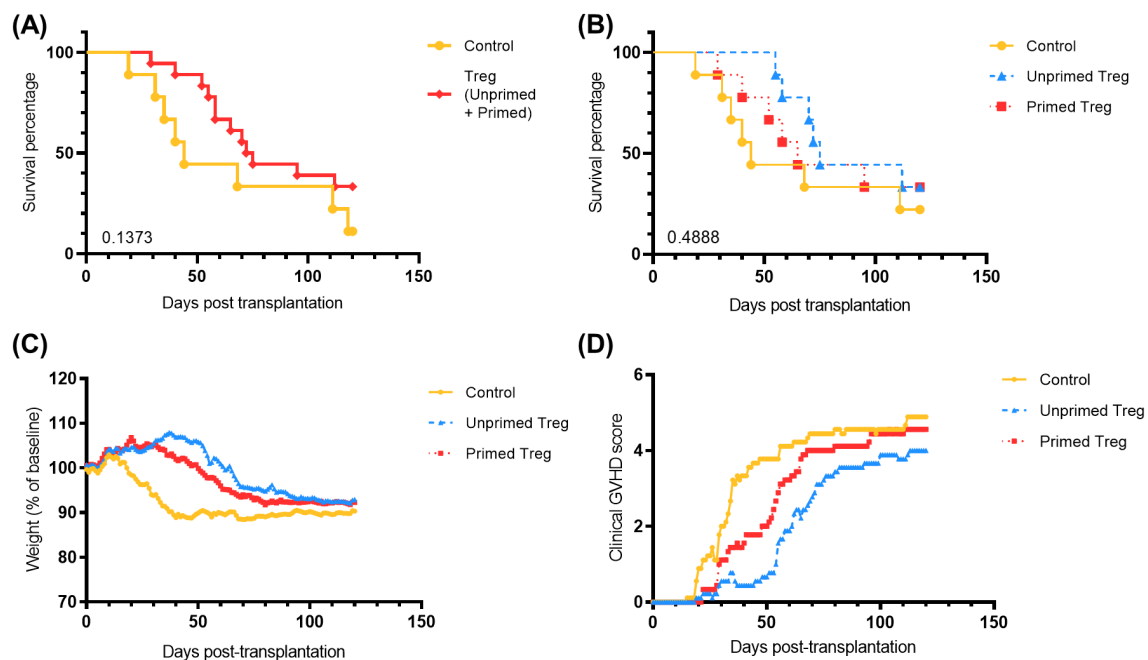 (A)
Survival percentage
100
50
0
0.1373
0 50 100 150
Days post transplantation
Control
Treg
(Unprimed
+ Primed)
(B)
Survival percentage
100
50
0
0.4888
0 50 100 150
Days post transplantation
Control
Unprimed Treg
Primed Treg
(C)
Weight (% of baseline)
120
110
100
90
80
70
0 50 100 150
Days post-transplantation
Control
Unprimed Treg
Primed Treg
(D)
Clinical GVHD score
6
4
2
0
0 50 100 150
Days post-transplantation
Control
Unprimed Treg
Primed Treg